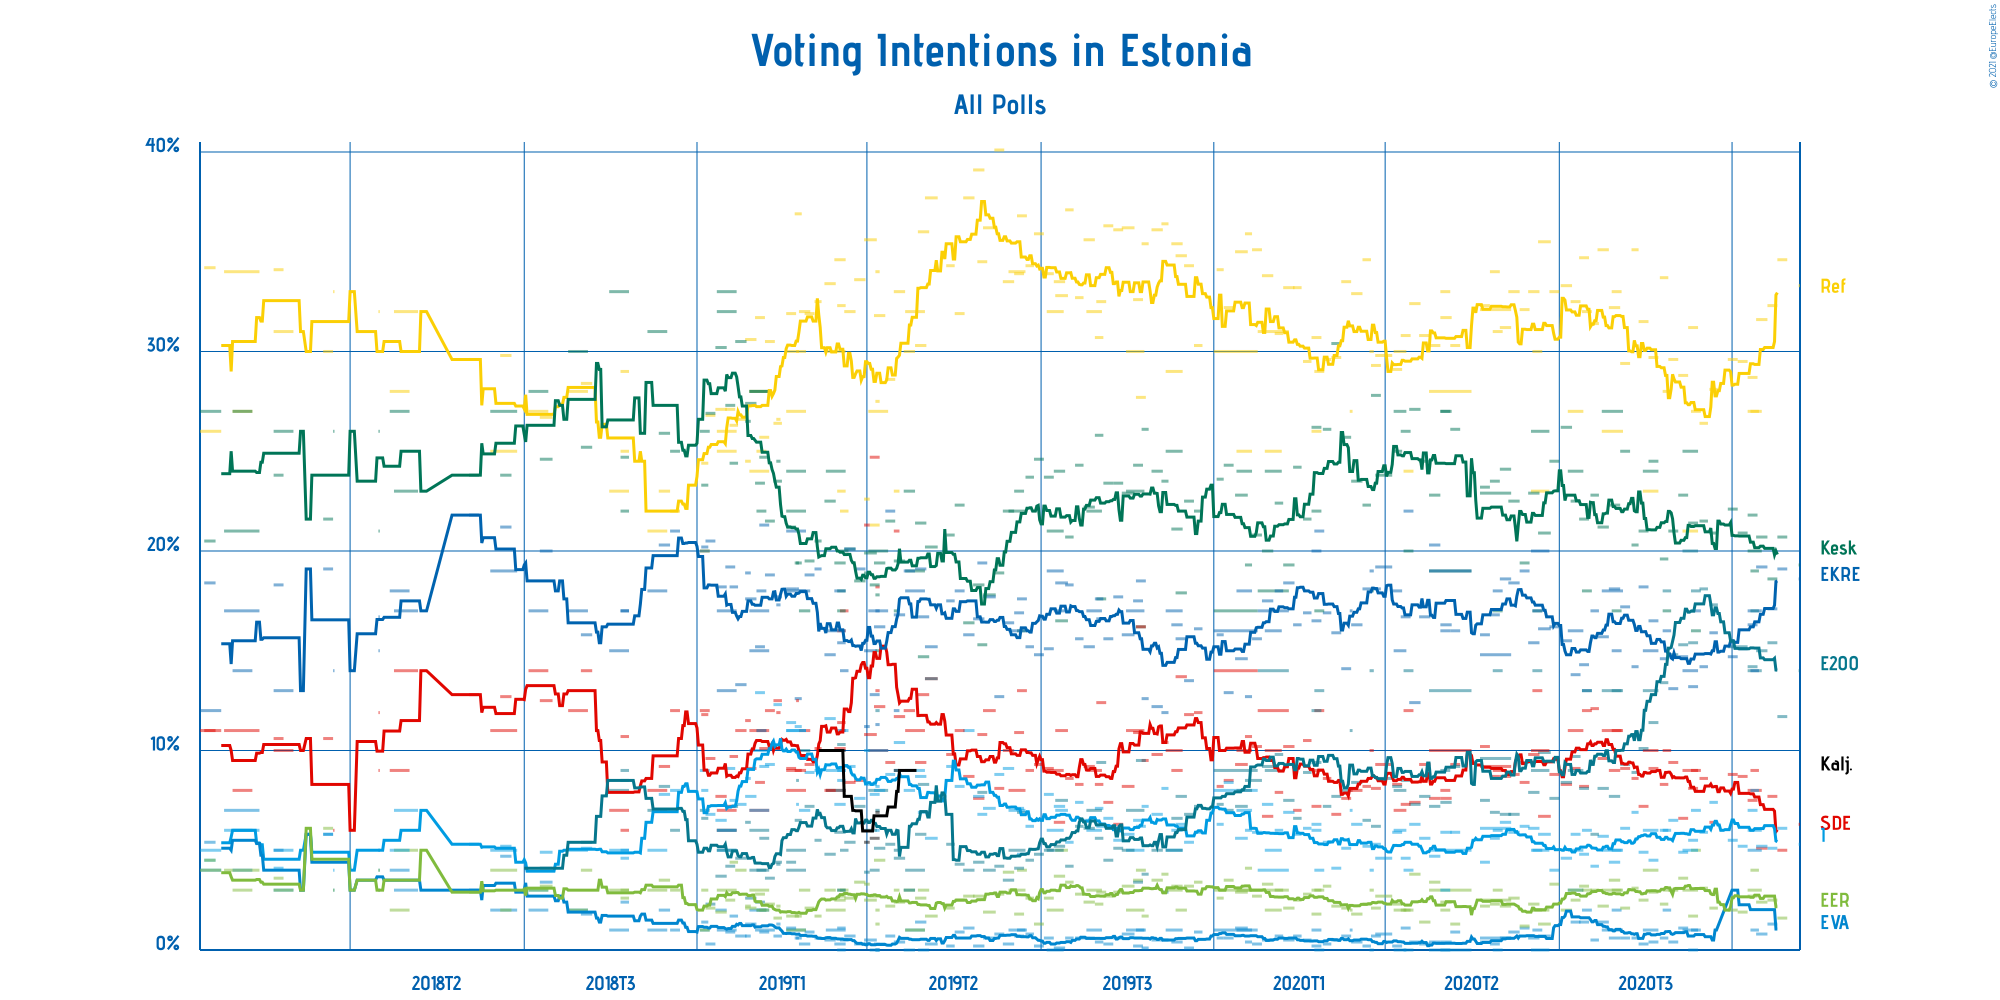 © 2021 @EuropeElects
Voting Intentions in Estonia
All Polls
40%
30%
20%
10%
0%
Ref
Kesk
EKRE
E200
Kalj.
SDE
I
EER
EVA
2018T2
2018T3
2019T1
2019T2
2019T3
2020T1
2020T2
2020T3